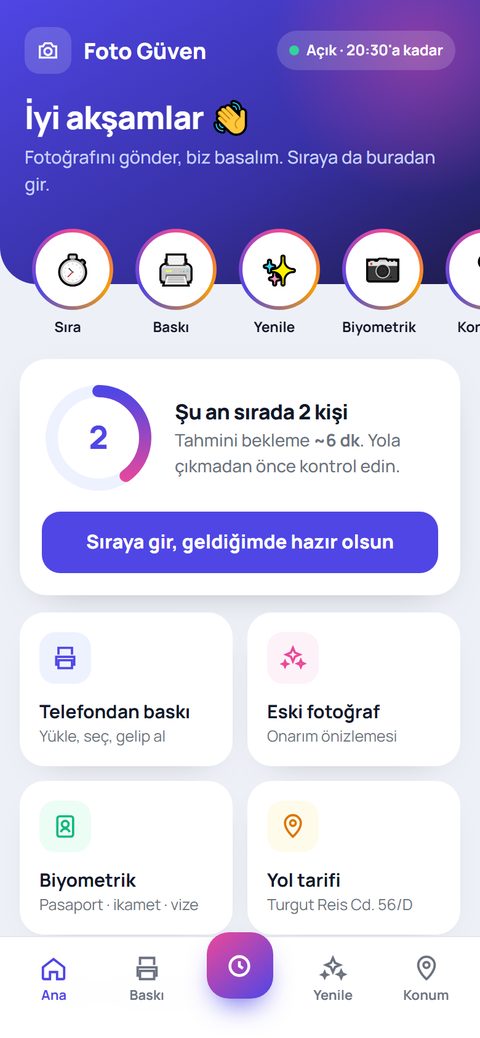 Foto Güven
Açık · 20:30'a kadar
İyi akşamlar
Fotoğrafını gönder, biz basalım. Sıraya da buradan
gir.
Sıra
Baskı
Yenile
Biyometrik
2
Şu an sırada 2 kişi
Tahmini bekleme ~6 dk. Yola
çıkmadan önce kontrol edin.
Sıraya gir, geldiğimde hazır olsun
Telefondan baskı
Yükle, seç, gelip al
Eski fotoğraf
Onarım önizlemesi
Biyometrik
Pasaport · ikamet · vize
Yol tarifi
Turgut Reis Cd. 56/D
Ana
Baskı
Yenile
Konum